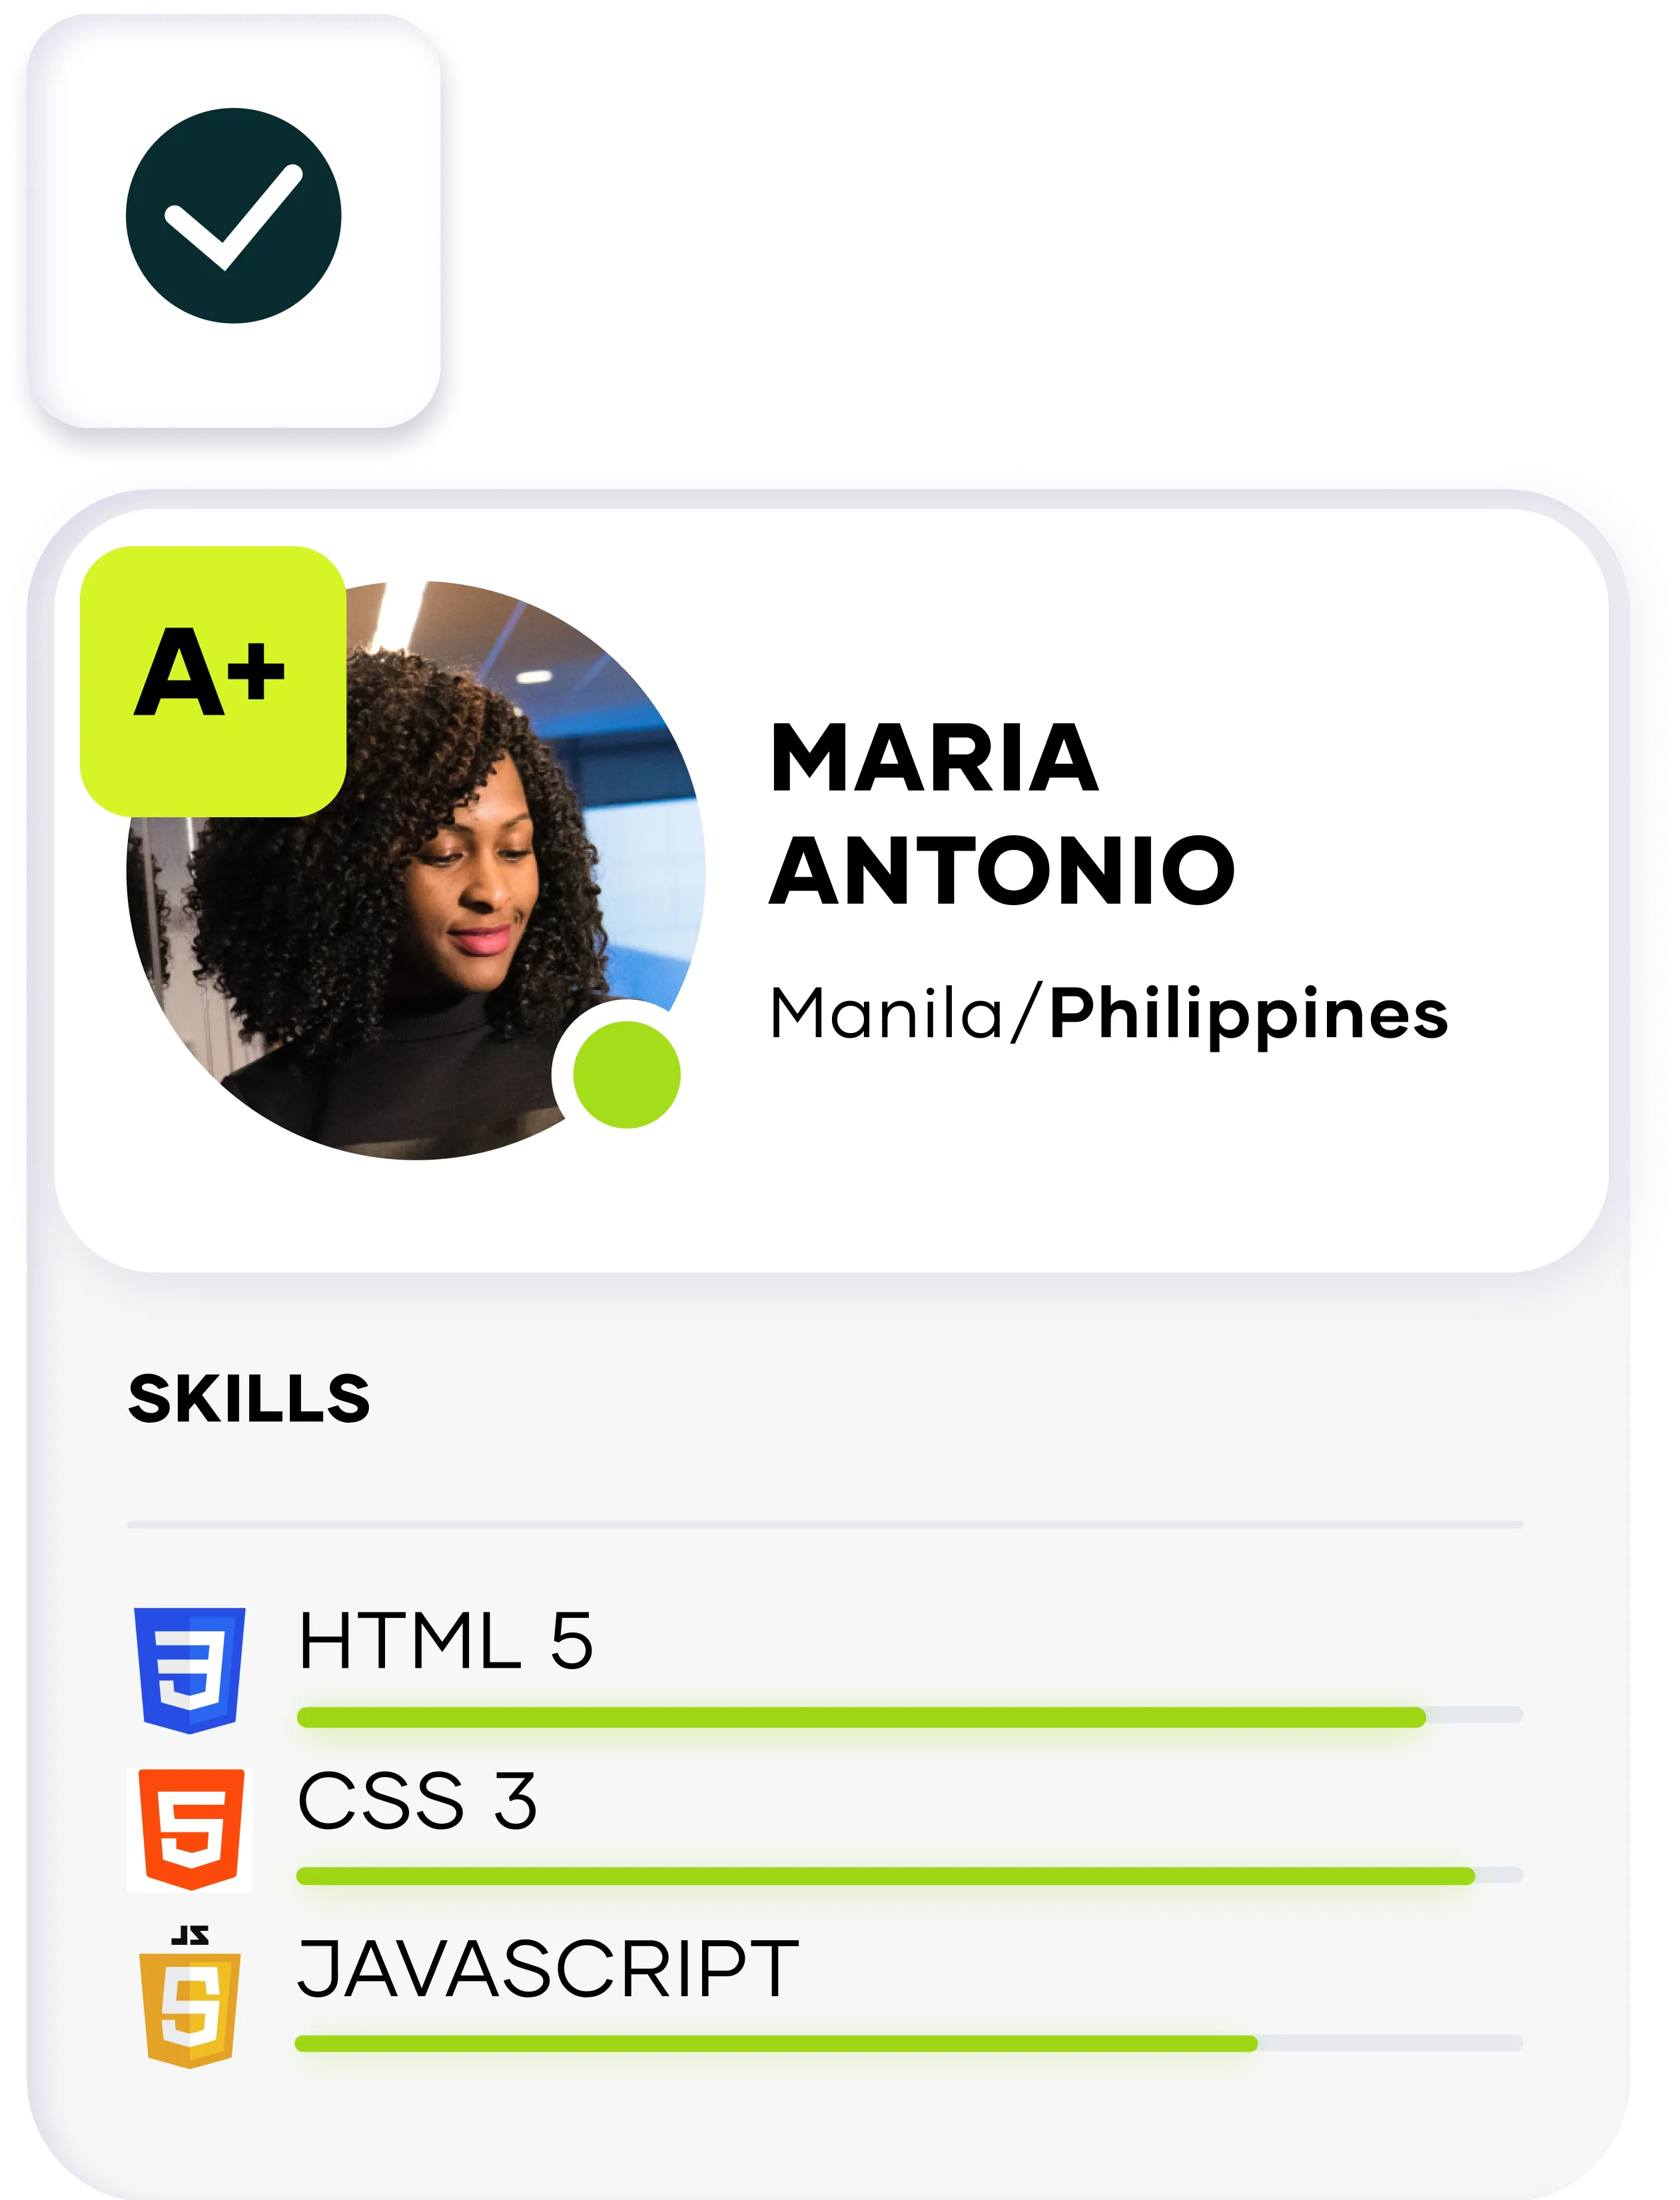 A+
MARIA
ANTONIO
Manila/Philippines
SKILLS
HTML 5
CSS 3
JS
JAVASCRIPT